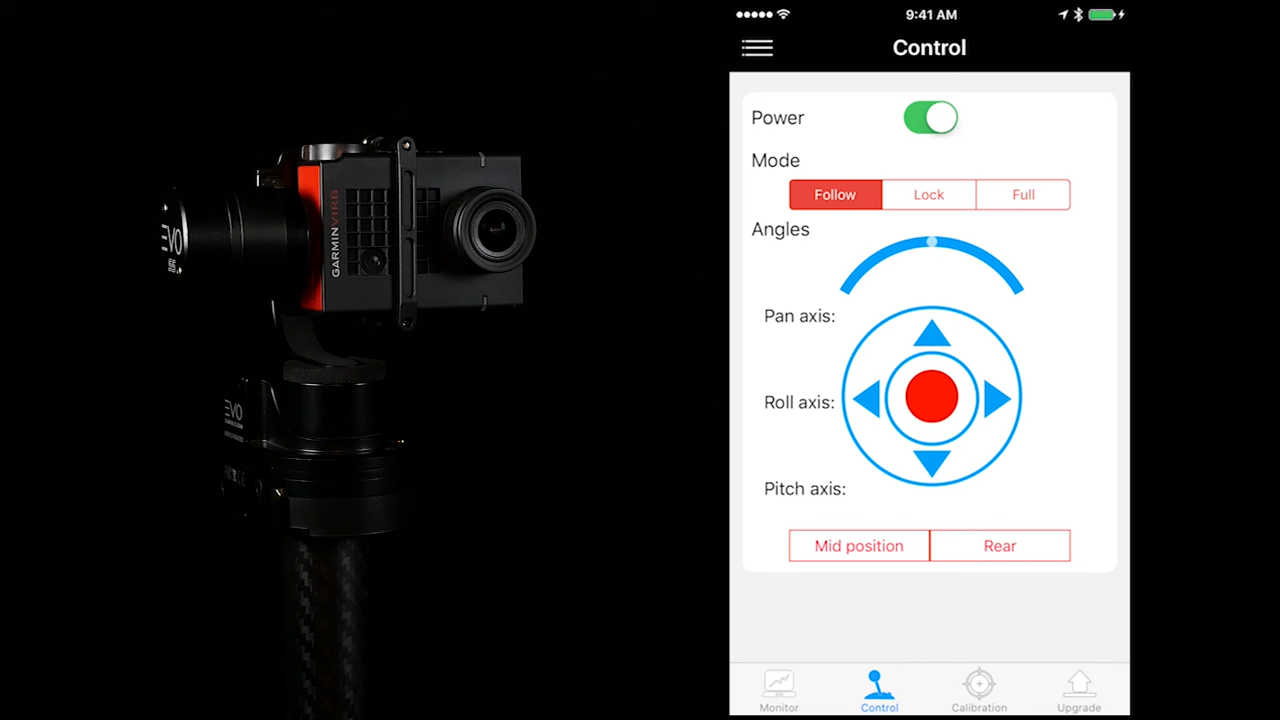 EVO
GARMIN VIRB
EVO
9:41 AM
Control
Power
Mode
Follow
Lock
Full
Angles
Pan axis:
Roll axis:
Pitch axis:
Mid position
Rear
Monitor
Control
Calibration
Upgrade